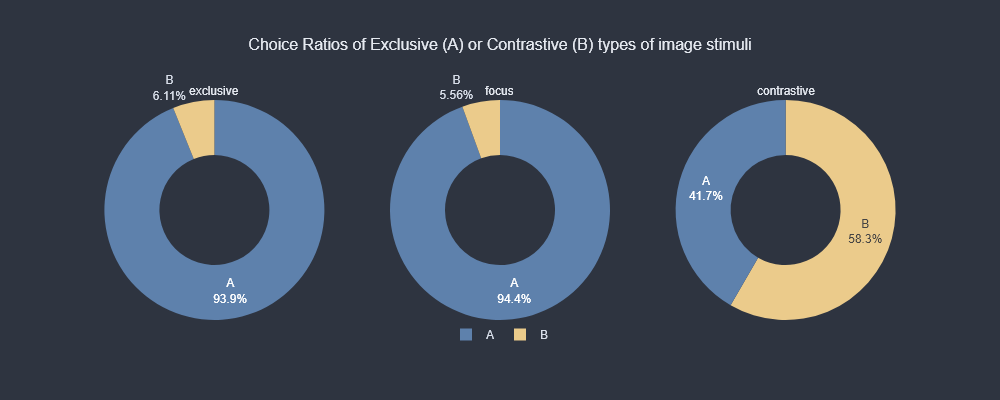 Choice Ratios of Exclusive (A) or Contrastive (B) types of image stimuli
exclusive
B
6.11%
A
93.9%
focus
B
5.56%
A
94.4%
contrastive
A
41.7%
B
58.3%
A
B